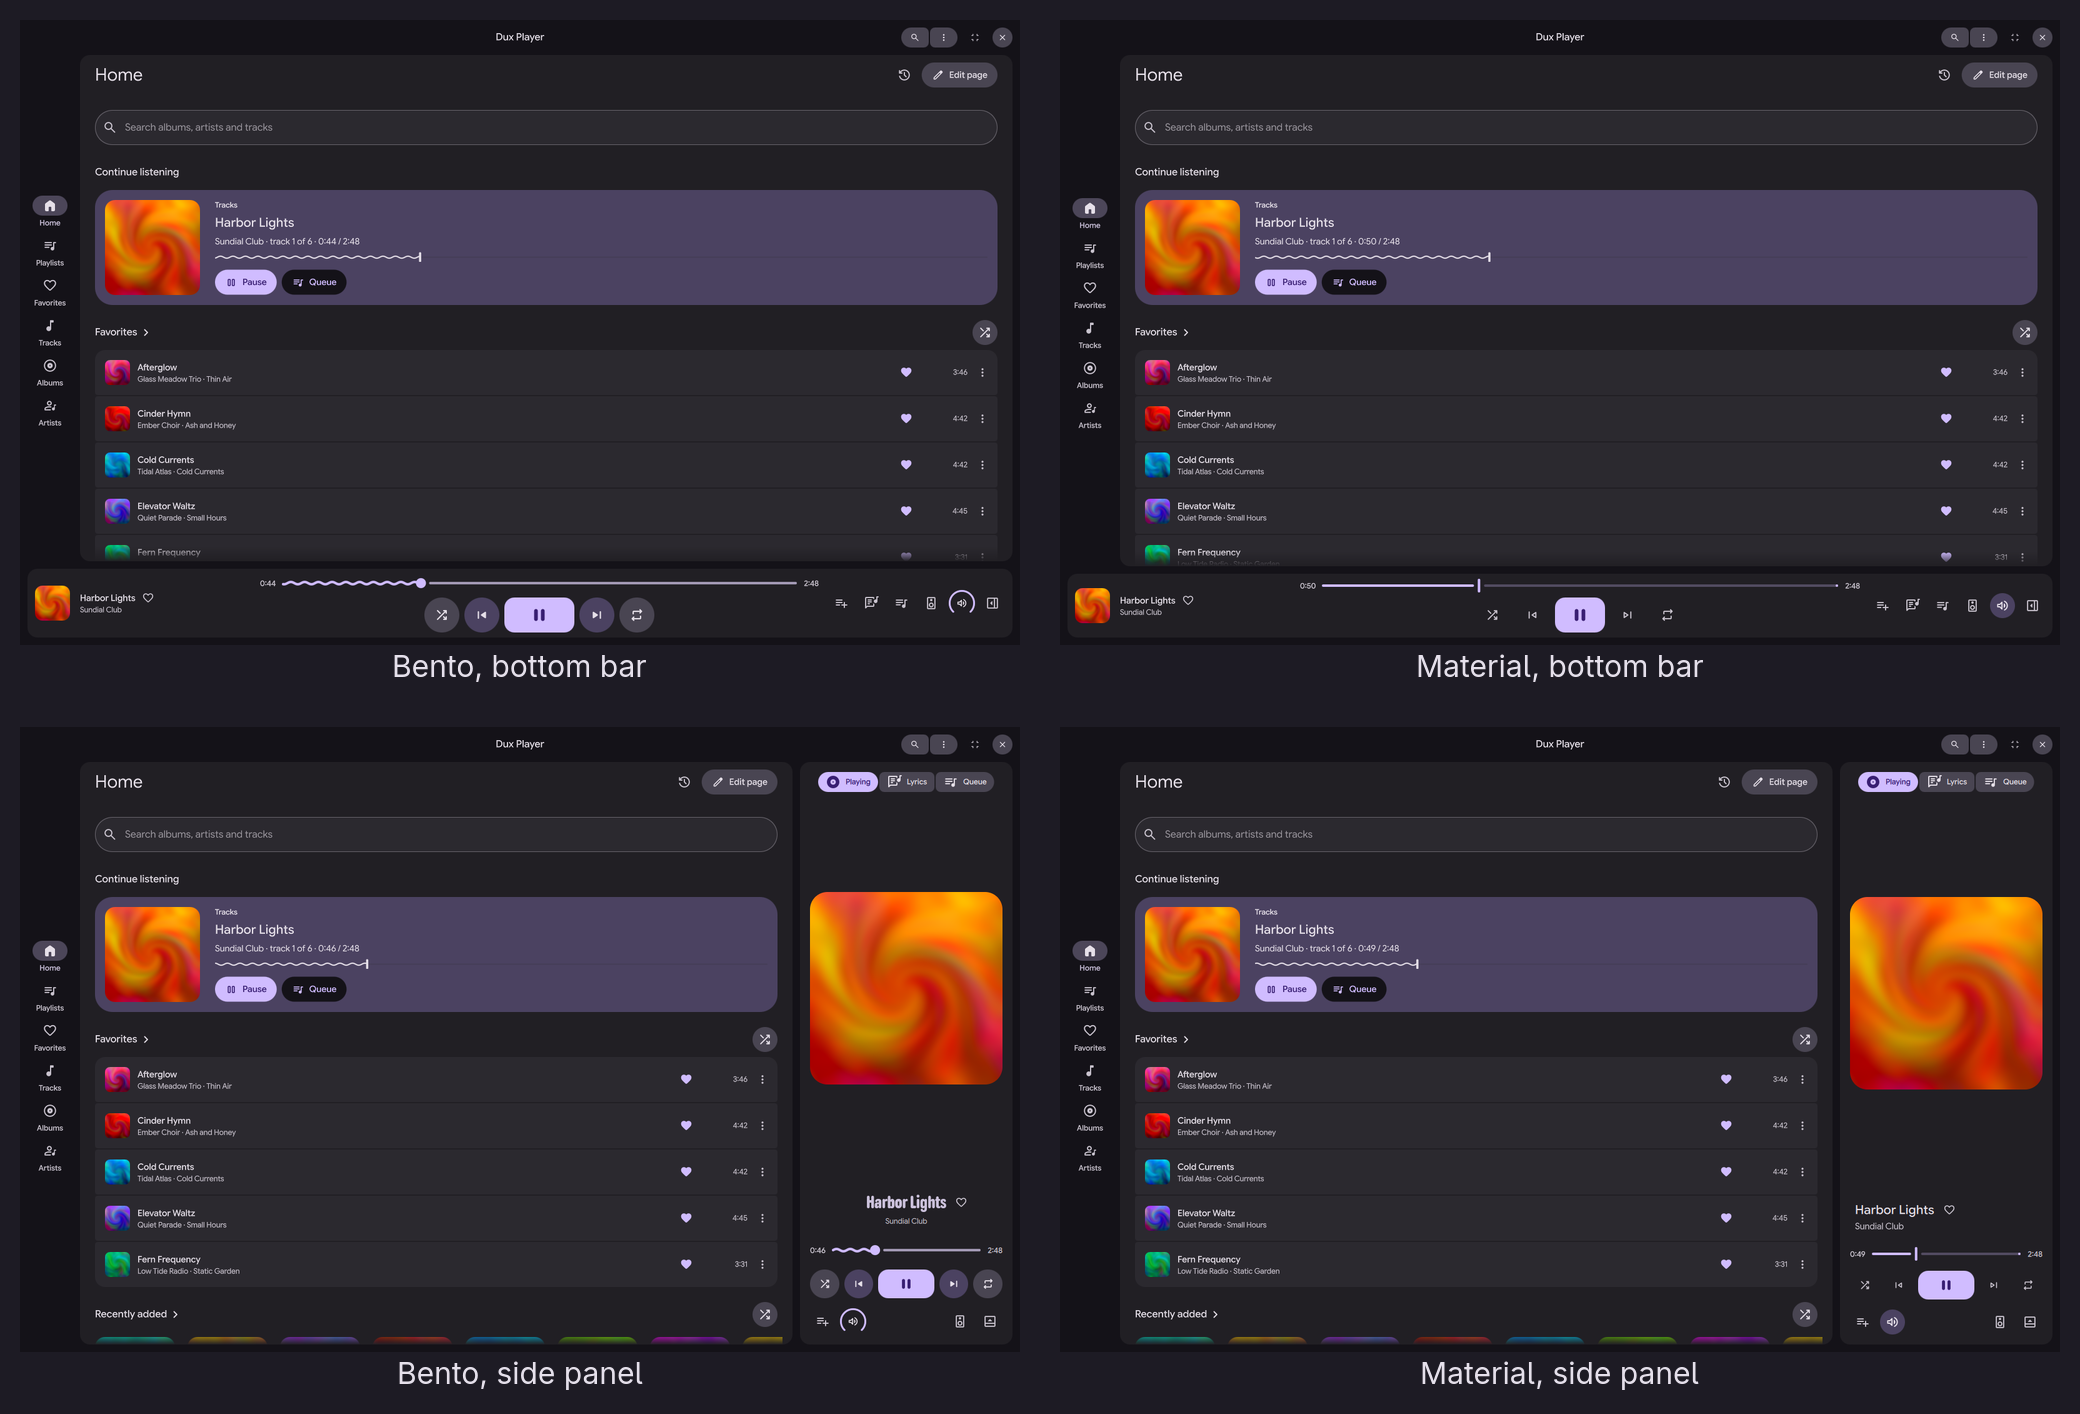 Dux Player
Home
Edit page
Search albums, artists and tracks
Continue listening
Tracks
Harbor Lights
Sundial Club · track 1 of 6 · 0:44 / 2:48
Pause
Queue
Home
Playlists
Favorites
Tracks
Albums
Artists
Favorites
Afterglow
Glass Meadow Trio · Thin Air
3:46
Cinder Hymn
Ember Choir · Ash and Honey
4:42
Cold Currents
Tidal Atlas · Cold Currents
4:42
Elevator Waltz
Quiet Parade · Small Hours
4:45
Fern Frequency
3:31
0:44
2:48
Harbor Lights
Sundial Club
Bento, bottom bar
Dux Player
Home
Edit page
Search albums, artists and tracks
Continue listening
Tracks
Harbor Lights
Sundial Club · track 1 of 6 · 0:50 / 2:48
Pause
Queue
Home
Playlists
Favorites
Tracks
Albums
Artists
Favorites
Afterglow
Glass Meadow Trio · Thin Air
3:46
Cinder Hymn
Ember Choir · Ash and Honey
4:42
Cold Currents
Tidal Atlas · Cold Currents
4:42
Elevator Waltz
Quiet Parade · Small Hours
4:45
Fern Frequency
3:31
Low Tide Radio · Static Garden
0:50
2:48
Harbor Lights
Sundial Club
Material, bottom bar
Dux Player
Home
Edit page
Search albums, artists and tracks
Continue listening
Tracks
Harbor Lights
Sundial Club · track 1 of 6 · 0:46 / 2:48
Pause
Queue
Home
Playlists
Favorites
Tracks
Albums
Artists
Favorites
Afterglow
Glass Meadow Trio · Thin Air
3:46
Cinder Hymn
Ember Choir · Ash and Honey
4:42
Cold Currents
Tidal Atlas · Cold Currents
4:42
Elevator Waltz
Quiet Parade · Small Hours
4:45
Fern Frequency
Low Tide Radio · Static Garden
3:31
Recently added
Playing
Lyrics
Queue
Harbor Lights
Sundial Club
0:46
2:48
Bento, side panel
Dux Player
Home
Edit page
Search albums, artists and tracks
Continue listening
Tracks
Harbor Lights
Sundial Club · track 1 of 6 · 0:49 / 2:48
Pause
Queue
Home
Playlists
Favorites
Tracks
Albums
Artists
Favorites
Afterglow
Glass Meadow Trio · Thin Air
3:46
Cinder Hymn
Ember Choir · Ash and Honey
4:42
Cold Currents
Tidal Atlas · Cold Currents
4:42
Elevator Waltz
Quiet Parade · Small Hours
4:45
Fern Frequency
Low Tide Radio · Static Garden
3:31
Recently added
Playing
Lyrics
Queue
Harbor Lights
Sundial Club
0:49
2:48
Material, side panel